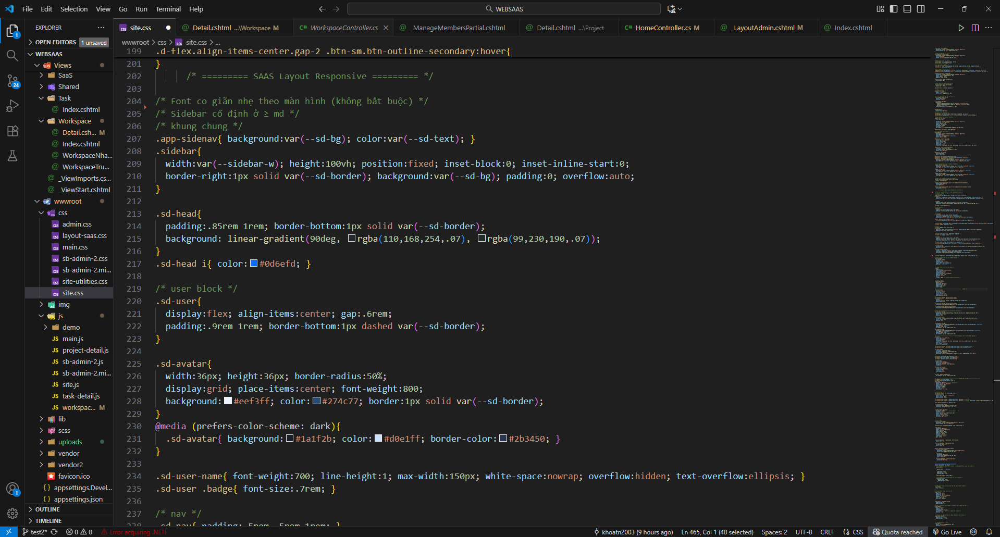 File Edit Selection View Go Run Terminal Help
WEBSAAS
EXPLORER
OPEN EDITORS 1 unsaved
WEBSAAS
Views
SaaS
Shared
Task
Index.cshtml
Workspace
Detail.csh... M
Index.cshtml
WorkspaceNha...
WorkspaceTru...
_ViewImports.cs...
_ViewStart.cshtml
wwwroot
css
admin.css
layout-saas.css
main.css
sb-admin-2.css
sb-admin-2.mi...
site-utilities.css
site.css
img
js
demo
JS main.js
JS project-detail.js
JS sb-admin-2.js
JS sb-admin-2.mi...
JS site.js
JS task-detail.js
JS workspac... M
lib
scss
uploads
vendor
vendor2
favicon.ico
{} appsettings.Devel...
{} appsettings.json
OUTLINE
TIMELINE
1
24
1
site.css
Detail.cshtml ...\Workspace M
C# WorkspaceController.cs
_ManageMembersPartial.cshtml
Detail.cshtml ...\Project
C# HomeController.cs M
_LayoutAdmin.cshtml M
Index.cshtml
wwwroot > css > site.css > ...
199 .d-flex.align-items-center.gap-2 .btn-sm.btn-outline-secondary:hover{
201 }
202 /* ========= SAAS Layout Responsive ========= */
203
204 /* Font co giãn nhẹ theo màn hình (không bắt buộc) */
205 /* Sidebar cố định ở ≥ md */
206 /* khung chung */
207 .app-sidenav{ background:var(--sd-bg); color:var(--sd-text); }
208 .sidebar{
209 width:var(--sidebar-w); height:100vh; position:fixed; inset-block:0; inset-inline-start:0;
210 border-right:1px solid var(--sd-border); background:var(--sd-bg); padding:0; overflow:auto;
211 }
212
213 .sd-head{
214 padding:.85rem 1rem; border-bottom:1px solid var(--sd-border);
215 background: linear-gradient(90deg, rgba(110,168,254,.07), rgba(99,230,190,.07));
216 }
217 .sd-head i{ color:#0d6efd; }
218
219 /* user block */
220 .sd-user{
221 display:flex; align-items:center; gap:.6rem;
222 padding:.9rem 1rem; border-bottom:1px dashed var(--sd-border);
223 }
224
225 .sd-avatar{
226 width:36px; height:36px; border-radius:50%;
227 display:grid; place-items:center; font-weight:800;
228 background:#eef3ff; color:#274c77; border:1px solid var(--sd-border);
229 }
230 @media (prefers-color-scheme: dark){
231 .sd-avatar{ background:#1a1f2b; color:#d0e1ff; border-color:#2b3450; }
232 }
233
234 .sd-user-name{ font-weight:700; line-height:1; max-width:150px; white-space:nowrap; overflow:hidden; text-overflow:ellipsis; }
235 .sd-user .badge{ font-size:.7rem; }
236
237 /* nav */
238 .sd-nav{ padding:.5rem .5rem 1rem; }
test2* 0 0 Error acquiring .NET! khoatn2003 (9 hours ago) Ln 465, Col 1 (40 selected) Spaces: 2 UTF-8 CRLF {} CSS Quota reached Go Live